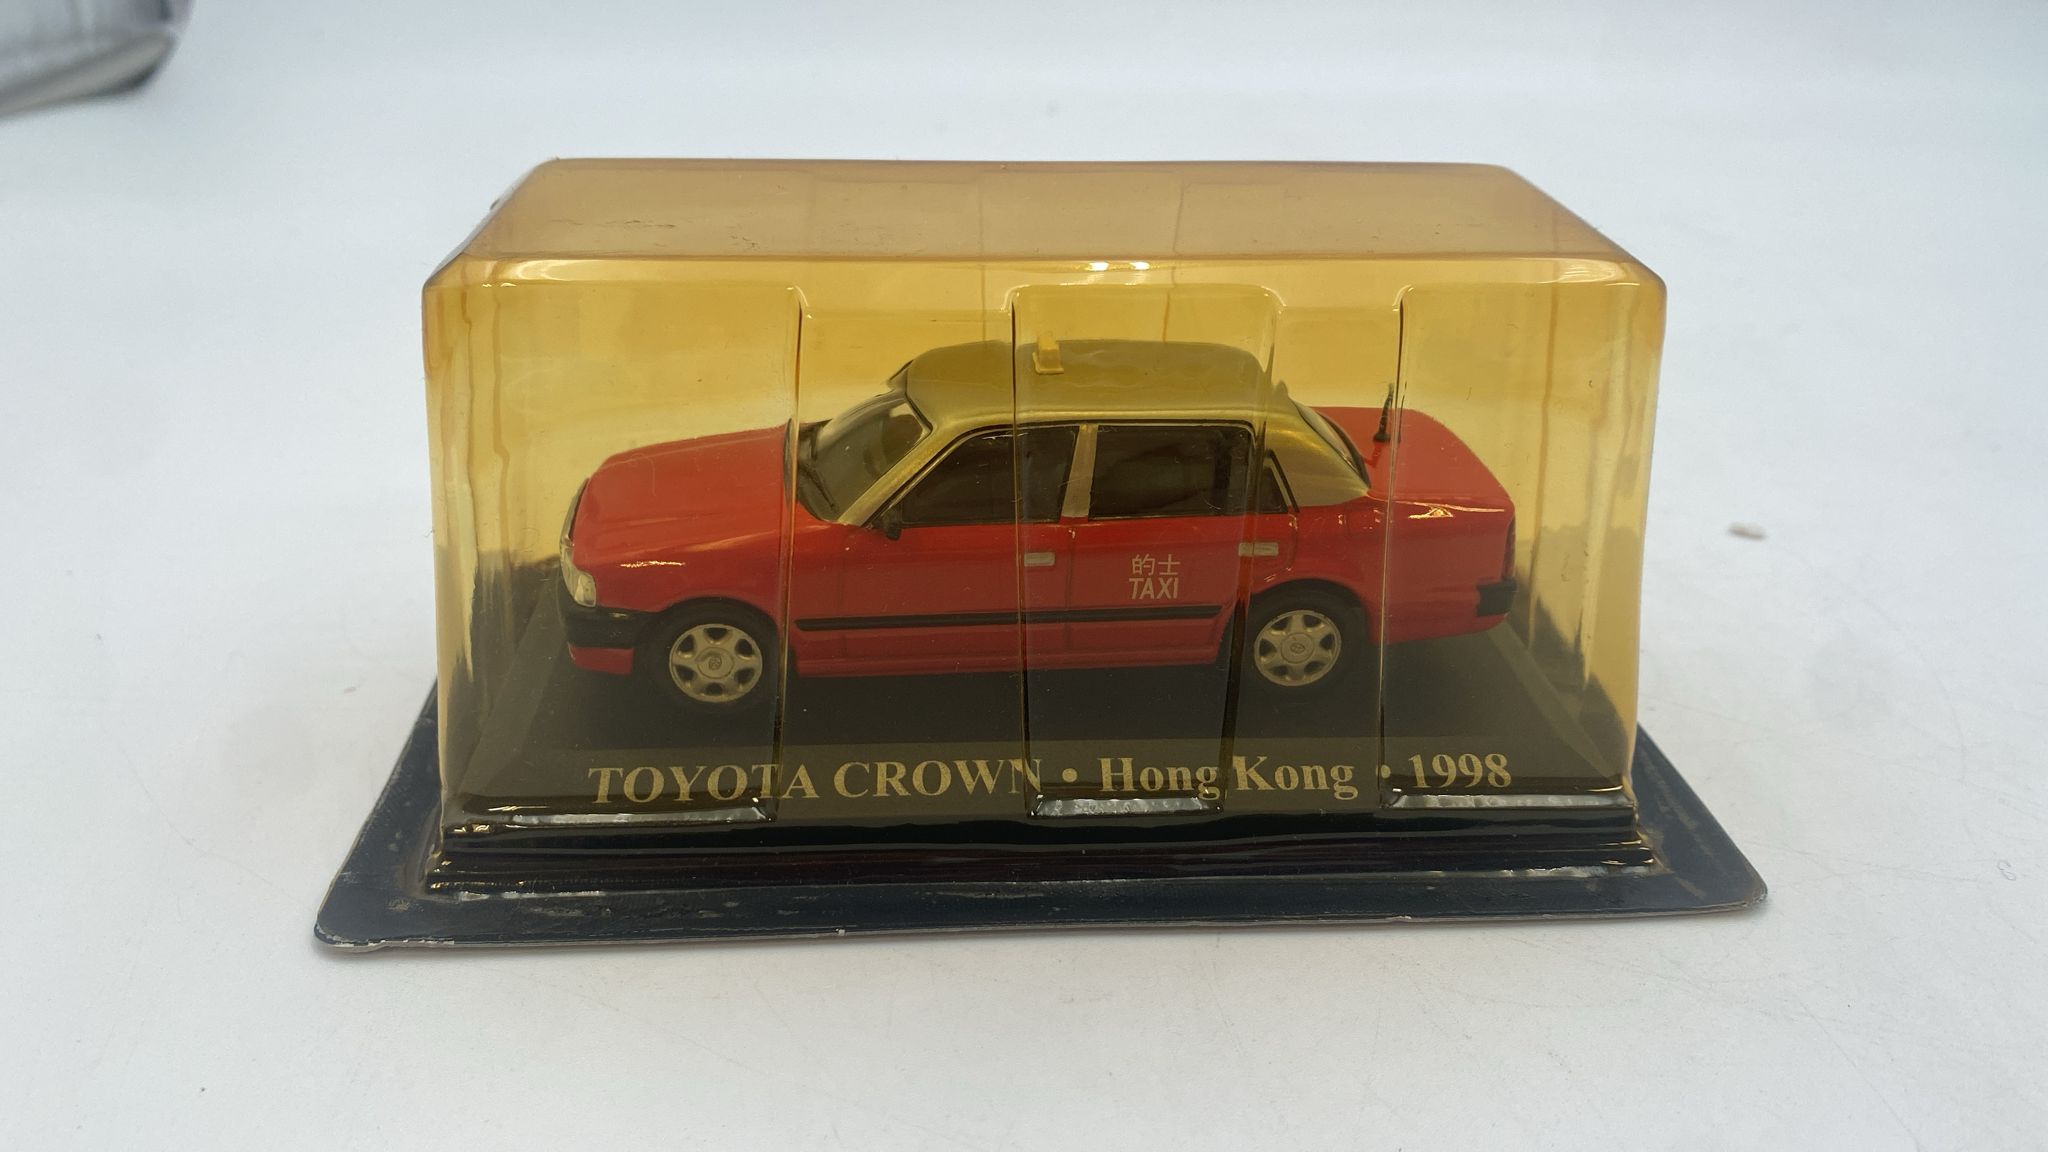 的士
TAXI
TOYOTA CROWN • Hong Kong • 1998